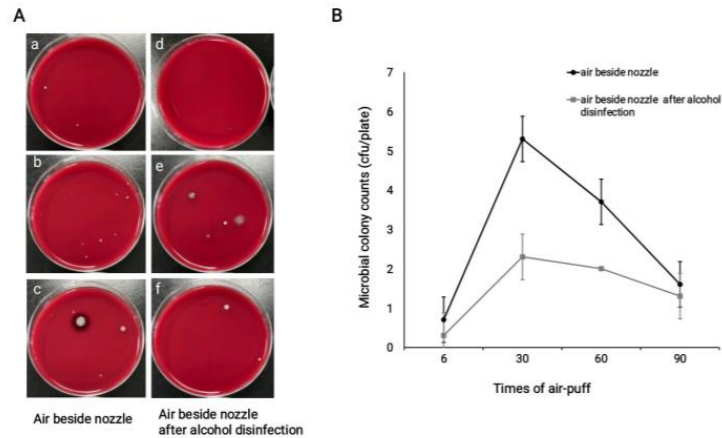 A
a
d
b
e
c
f
Air beside nozzle
Air beside nozzle
after alcohol disinfection
B
7
6
5
4
3
2
1
0
6
30
60
90
Microbial colony counts (cfu/plate)
Times of air-puff
air beside nozzle
air beside nozzle after alcohol
disinfection